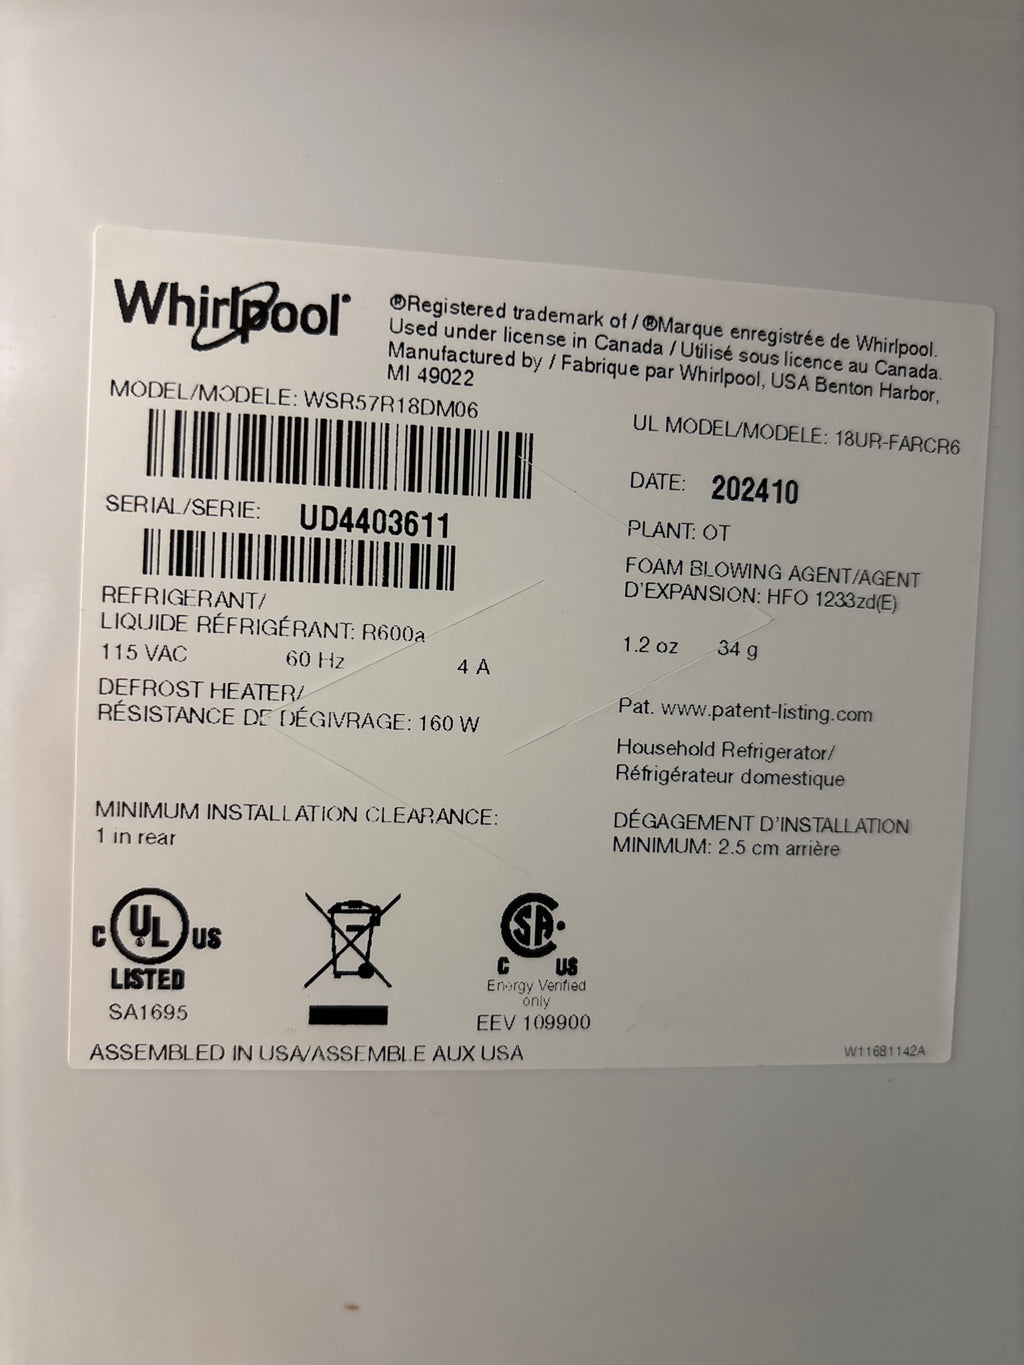 Whirlpool®
®Registered trademark of / ®Marque enregistrée de Whirlpool.
Used under license in Canada / Utilisé sous licence au Canada.
Manufactured by / Fabrique par Whirlpool, USA Benton Harbor,
MI 49022
MODEL/MODELE: WSR57R18DM06
UL MODEL/MODELE: 18UR-FARCR6
SERIAL/SERIE: UD4403611
DATE: 202410
PLANT: OT
REFRIGERANT/
LIQUIDE RÉFRIGÉRANT: R600a
FOAM BLOWING AGENT/AGENT
D'EXPANSION: HFO 1233zd(E)
115 VAC 60 Hz 4 A
1.2 oz 34 g
DEFROST HEATER/
RÉSISTANCE DE DÉGIVRAGE: 160 W
Pat. www.patent-listing.com
Household Refrigerator/
Réfrigérateur domestique
MINIMUM INSTALLATION CLEARANCE:
1 in rear
DÉGAGEMENT D'INSTALLATION
MINIMUM: 2.5 cm arrière
C UL US
LISTED
SA1695
SA
C US
Energy Verified
only
EEV 109900
ASSEMBLED IN USA/ASSEMBLE AUX USA
W11681142A